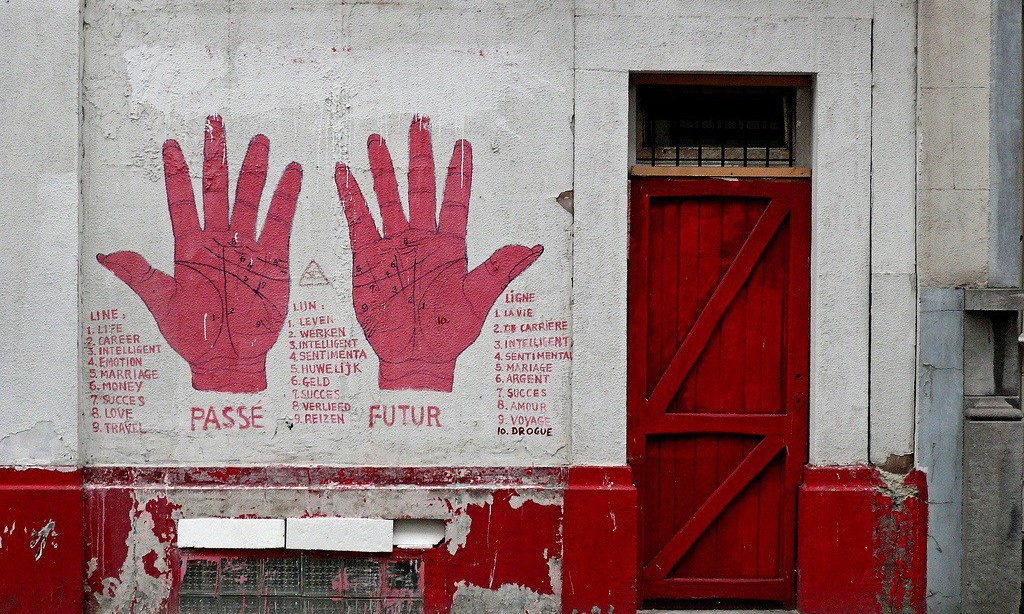 LINE:
1. LIFE
2. CAREER
3. INTELLIGENT
4. EMOTION
5. MARRIAGE
6. MONEY
7. SUCCES
8. LOVE
9. TRAVEL
PASSÉ
LIJN:
1. LEVEN
2. WERKEN
3. INTELLIGENT
4. SENTIMENTA
5. HUWELIJK
6. GELD
7. SUCCES
8. VERLIEFD
9. REIZEN
FUTUR
LIGNE
1. LA VIE
2. DE CARRIÈRE
3. INTELLIGENT
4. SENTIMENTAL
5. MARIAGE
6. ARGENT
7. SUCCES
8. AMOUR
9. VOYAGE
10. DROGUE